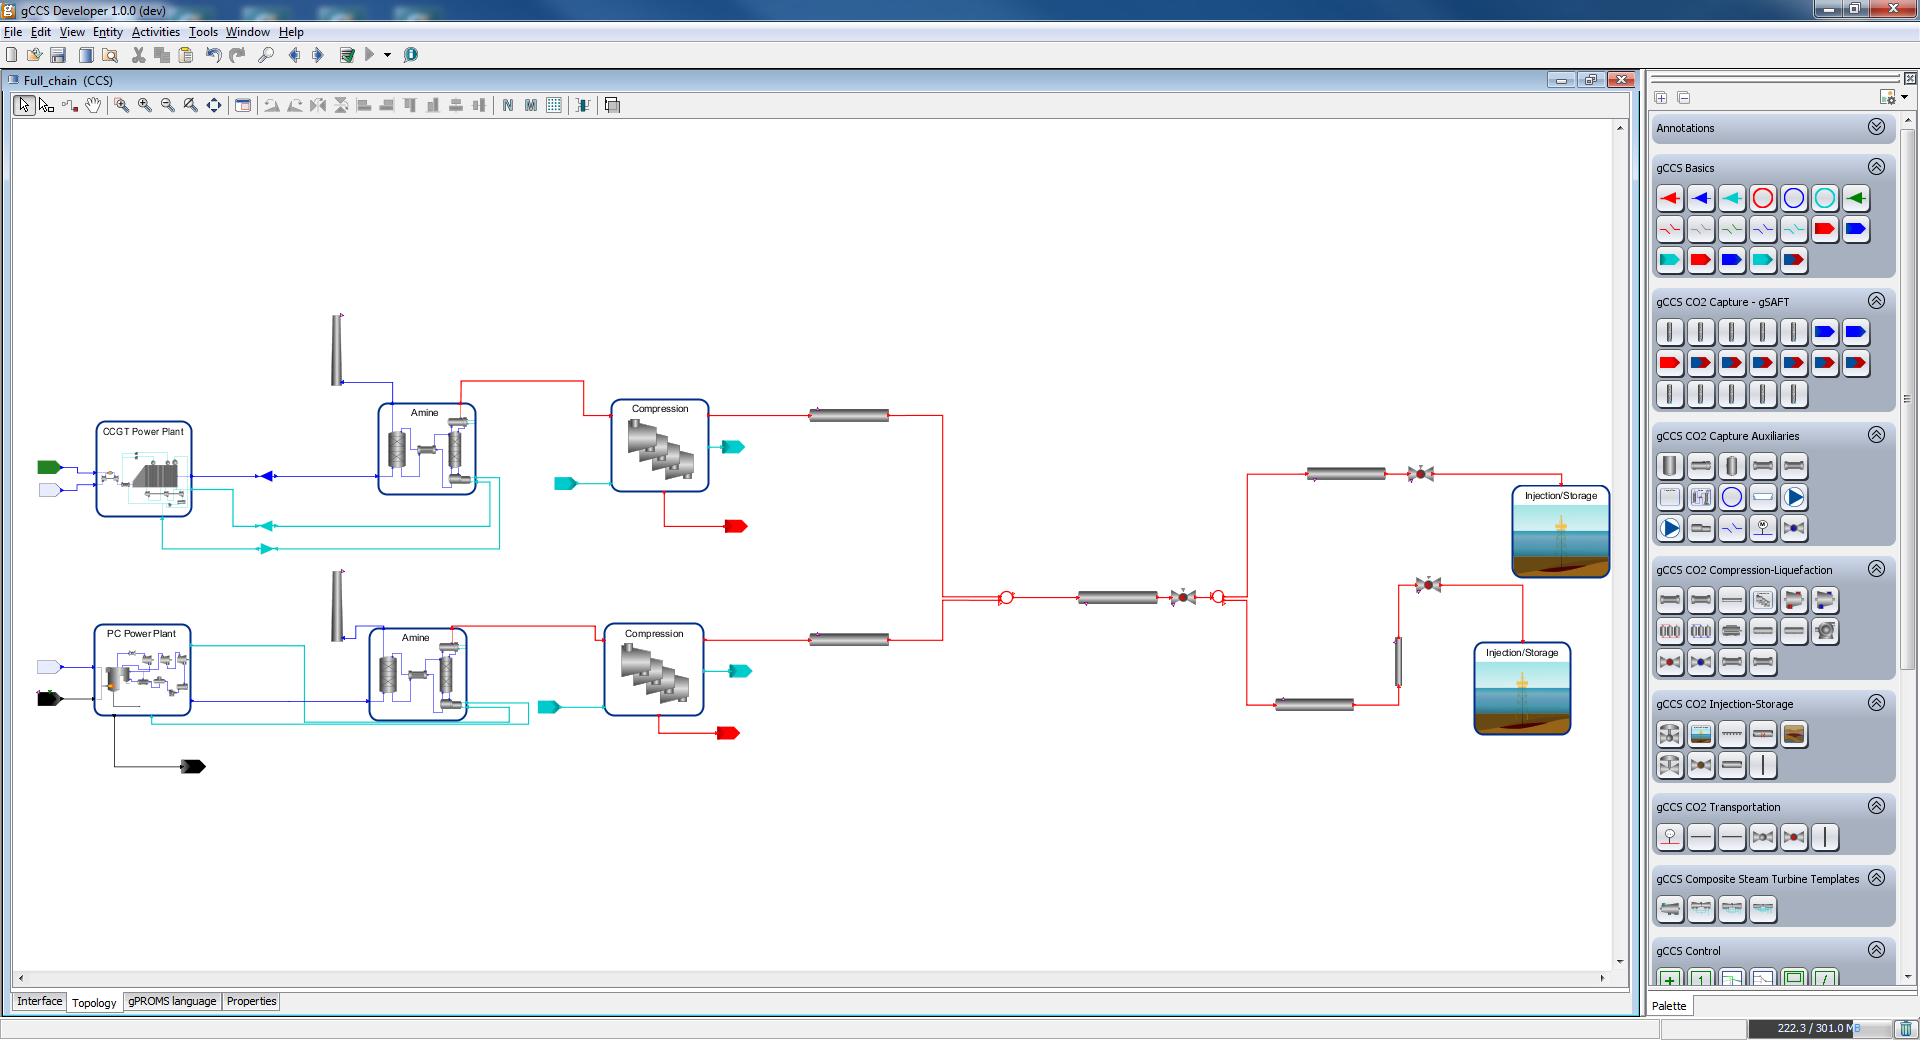 gCCS Developer 1.0.0 (dev)
File Edit View Entity Activities Tools Window Help
Full_chain (CCS)
N M
Annotations
gCCS Basics
gCCS CO2 Capture - gSAFT
gCCS CO2 Capture Auxiliaries
gCCS CO2 Compression-Liquefaction
gCCS CO2 Injection-Storage
gCCS CO2 Transportation
gCCS Composite Steam Turbine Templates
gCCS Control
Palette
Amine
Compression
CCGT Power Plant
Injection/Storage
PC Power Plant
Amine
Compression
Injection/Storage
Interface Topology gPROMS language Properties
222.3 / 301.0 MB